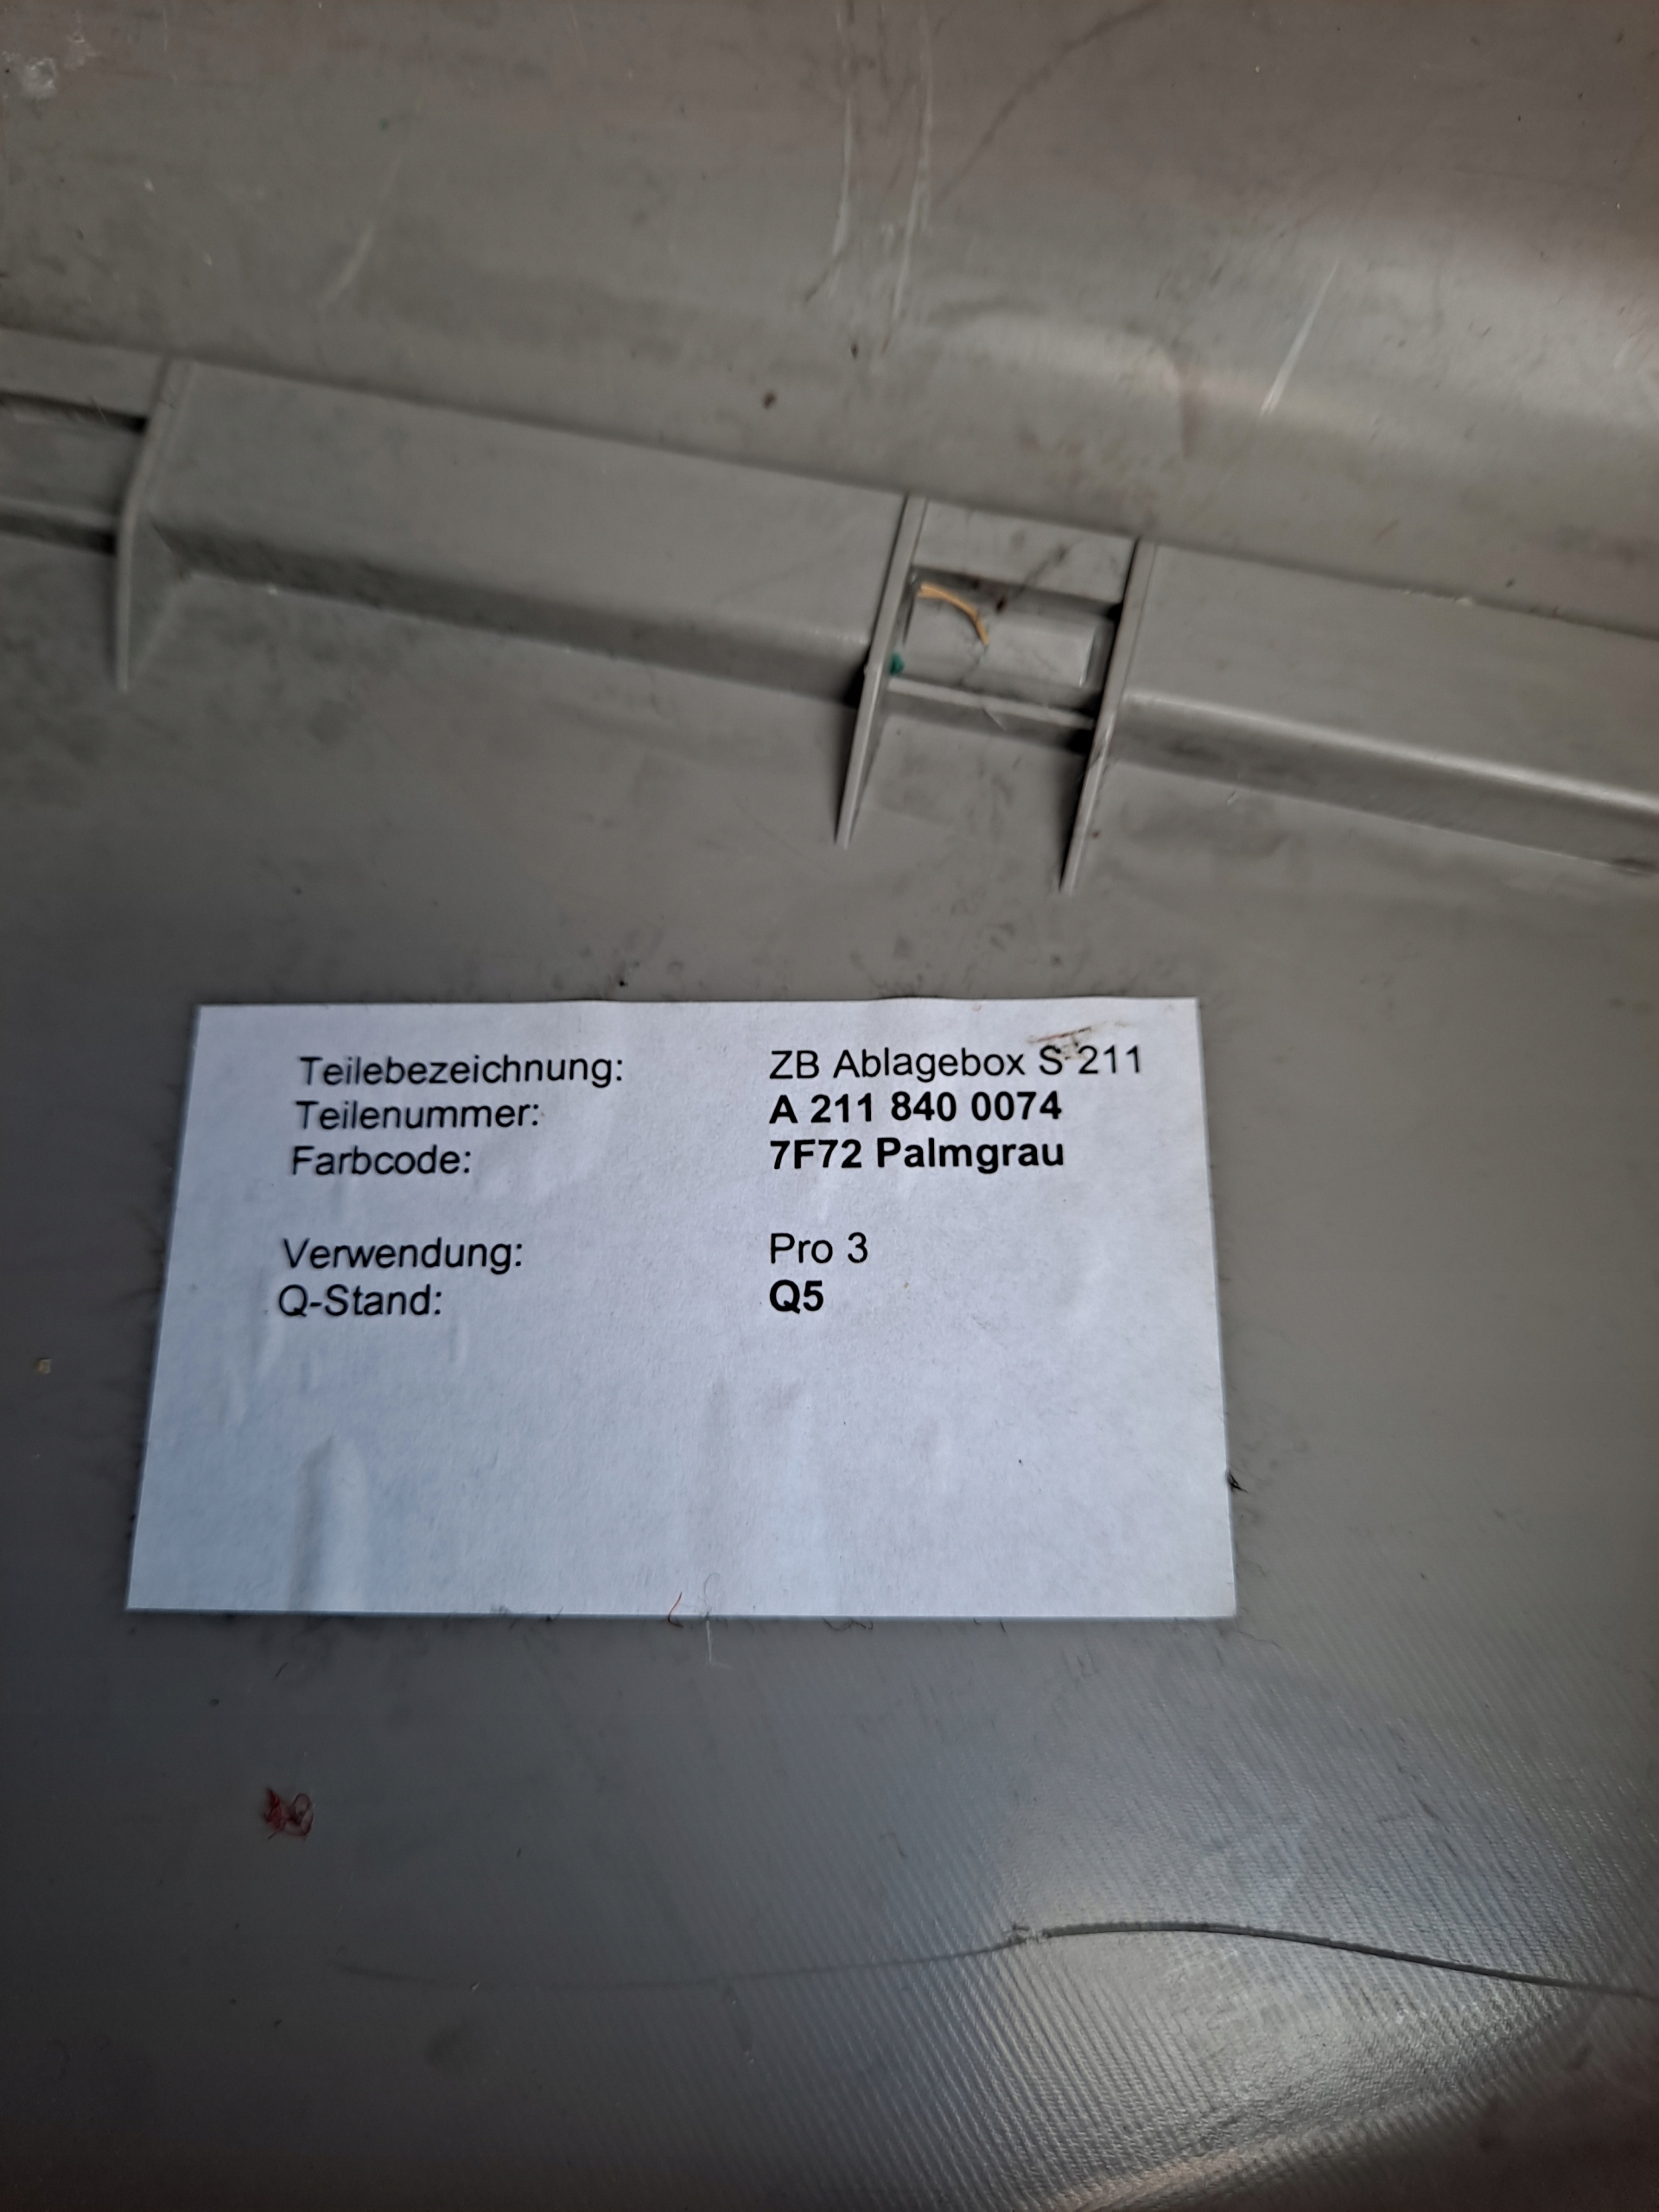 Teilebezeichnung: ZB Ablagebox S 211
Teilenummer: A 211 840 0074
Farbcode: 7F72 Palmgrau
Verwendung: Pro 3
Q-Stand: Q5